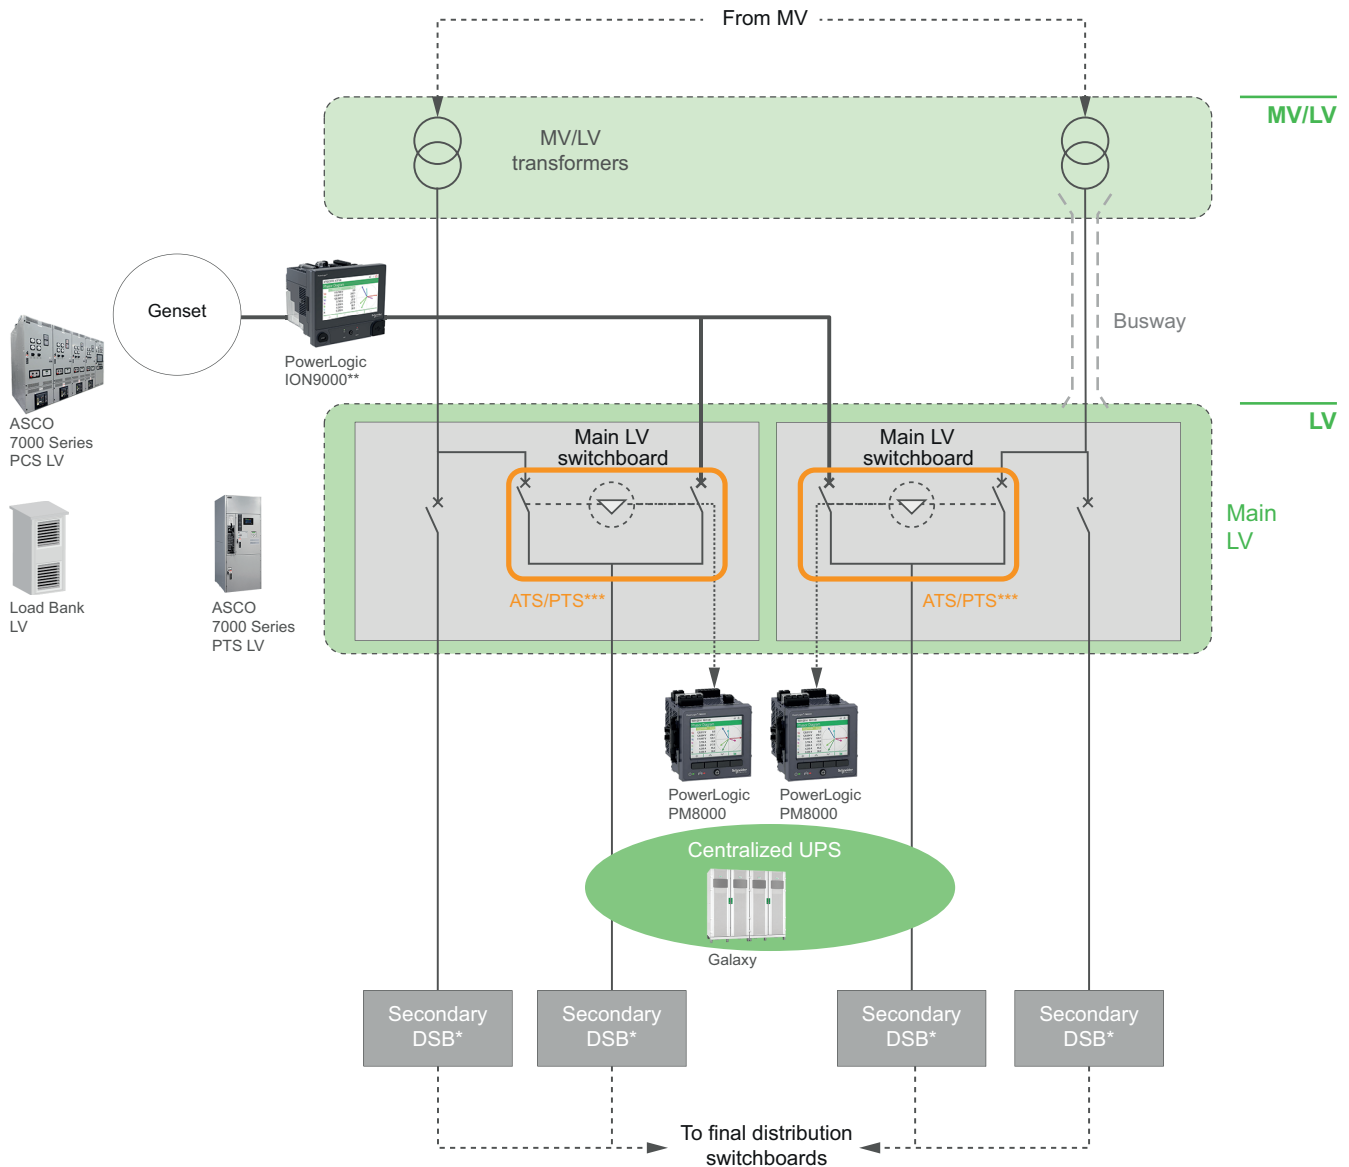 From MV
MV/LV
MV/LV
transformers
Genset
Busway
PowerLogic
ION9000**
ASCO
7000 Series
PCS LV
LV
Main LV
switchboard
Main LV
switchboard
Main
LV
ATS/PTS***
ATS/PTS***
Load Bank
LV
ASCO
7000 Series
PTS LV
PowerLogic
PM8000
PowerLogic
PM8000
Centralized UPS
Galaxy
Secondary
DSB*
Secondary
DSB*
Secondary
DSB*
Secondary
DSB*
To final distribution
switchboards